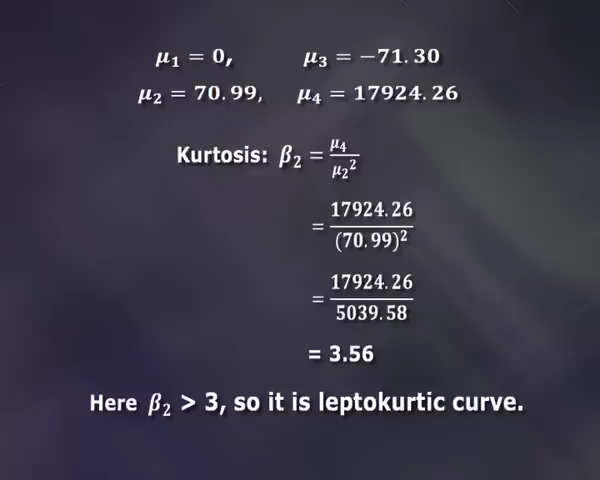 μ₁ = 0, μ₃ = −71.30
μ₂ = 70.99, μ₄ = 17924.26
Kurtosis: β₂ = μ₄ / μ₂²
= 17924.26 / (70.99)²
= 17924.26 / 5039.58
= 3.56
Here β₂ > 3, so it is leptokurtic curve.